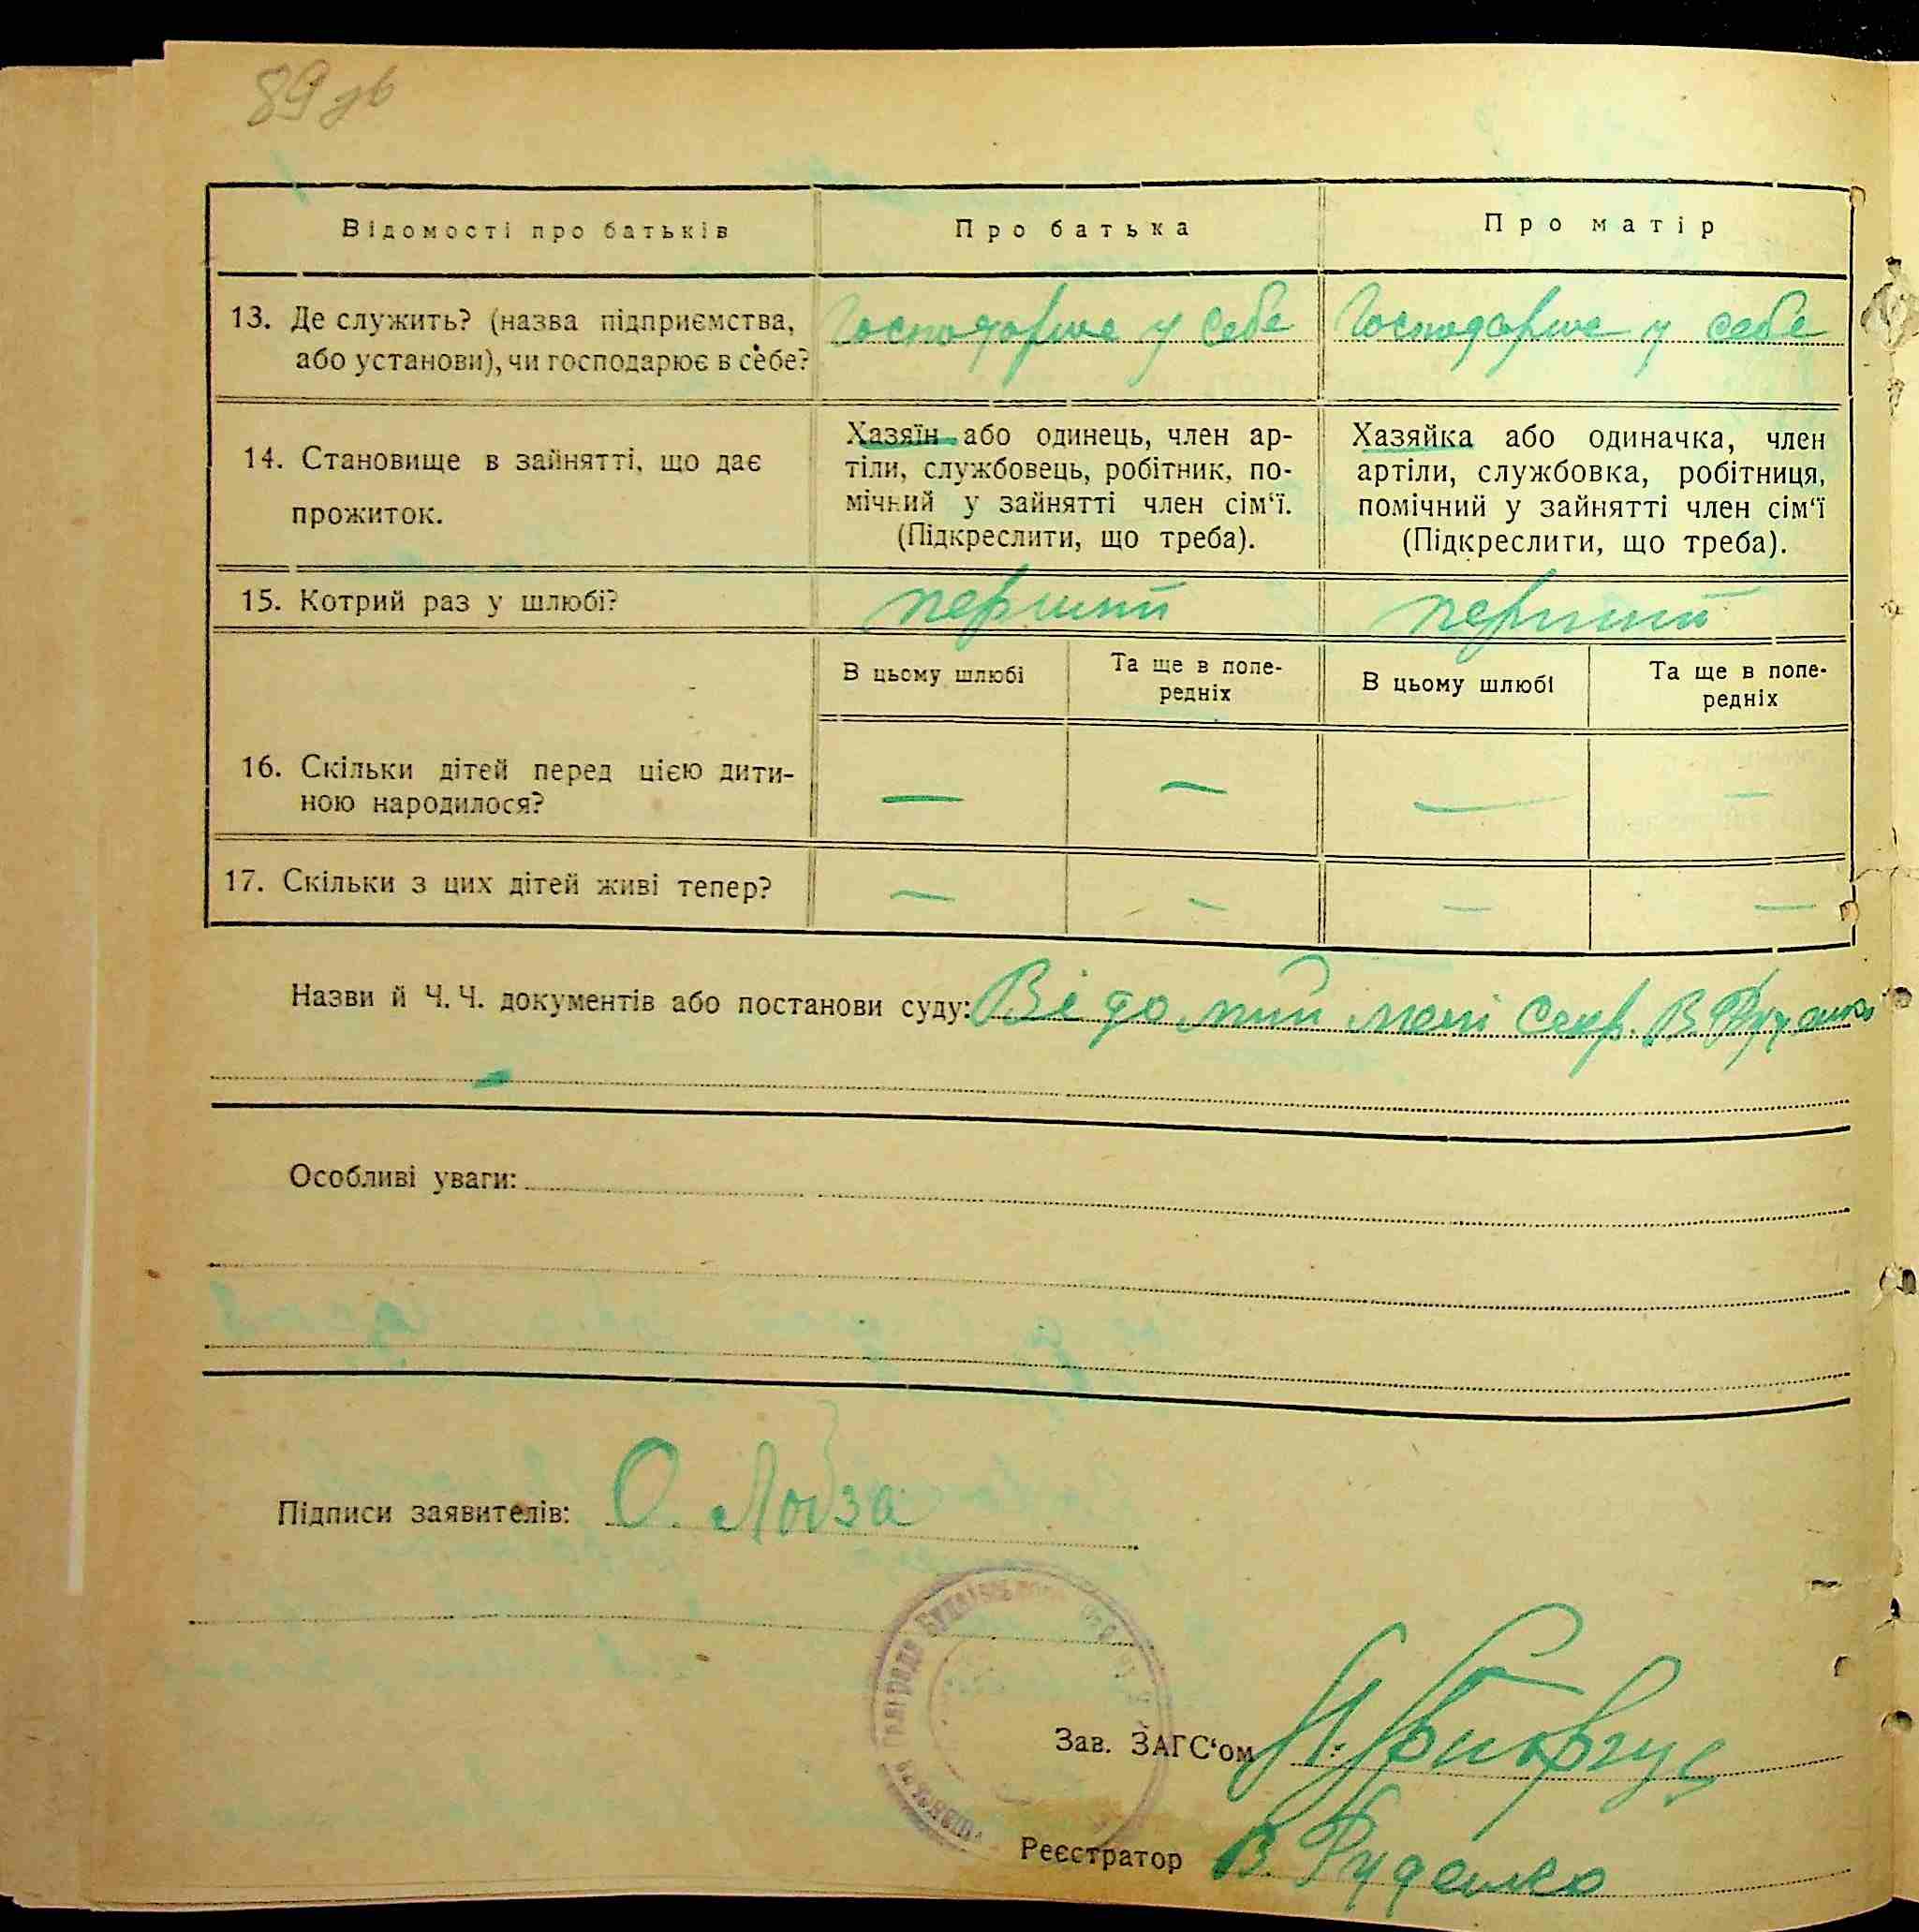 89 зв
Відомості про батьків
Про батька
Про матір
13. Де служить? (назва підприємства,
або установи), чи господарює в себе?
Господарює у себе
Господарює у себе
14. Становище в зайнятті, що дає
прожиток.
Хазяїн або одинець, член ар-
тіли, службовець, робітник, по-
мічний у зайнятті член сім‘ї.
(Підкреслити, що треба).
Хазяйка або одиначка, член
артіли, службовка, робітниця,
помічний у зайнятті член сім‘ї
(Підкреслити, що треба).
15. Котрий раз у шлюбі?
перший
перший
В цьому шлюбі
Та ще в попе-
редніх
В цьому шлюбі
Та ще в попе-
редніх
16. Скільки дітей перед цією дити-
ною народилося?
— — — —
17. Скільки з цих дітей живі тепер?
— — — —
Назви й Ч. Ч. документів або постанови суду: Відомий мені Секр. В. Руденко
Особливі уваги:
Підписи заявителів: О. Лобза
Зав. ЗАГС‘ом
Реєстратор В. Руденко